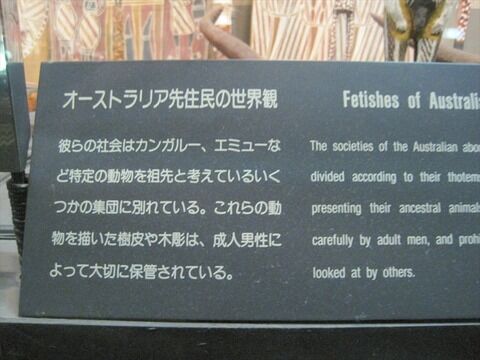 オーストラリア先住民の世界観
彼らの社会はカンガルー、エミューな
ど特定の動物を祖先と考えているいく
つかの集団に別れている。これらの動
物を描いた樹皮や木彫は、成人男性に
よって大切に保管されている。
Fetishes of Australi
The societies of the Australian abor
divided according to their thotems
presenting their ancestral animals
carefully by adult men, and prohi
looked at by others.